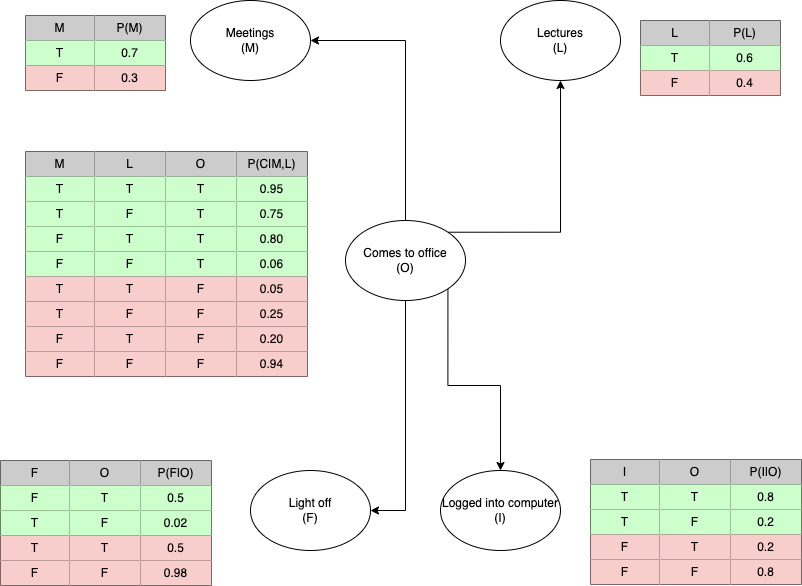 M P(M)
T 0.7
F 0.3
Meetings
(M)
Lectures
(L)
L P(L)
T 0.6
F 0.4
M L O P(C|M,L)
T T T 0.95
T F T 0.75
F T T 0.80
F F T 0.06
T T F 0.05
T F F 0.25
F T F 0.20
F F F 0.94
Comes to office
(O)
F O P(F|O)
F T 0.5
T F 0.02
T T 0.5
F F 0.98
Light off
(F)
Logged into computer
(I)
I O P(I|O)
T T 0.8
T F 0.2
F T 0.2
F F 0.8